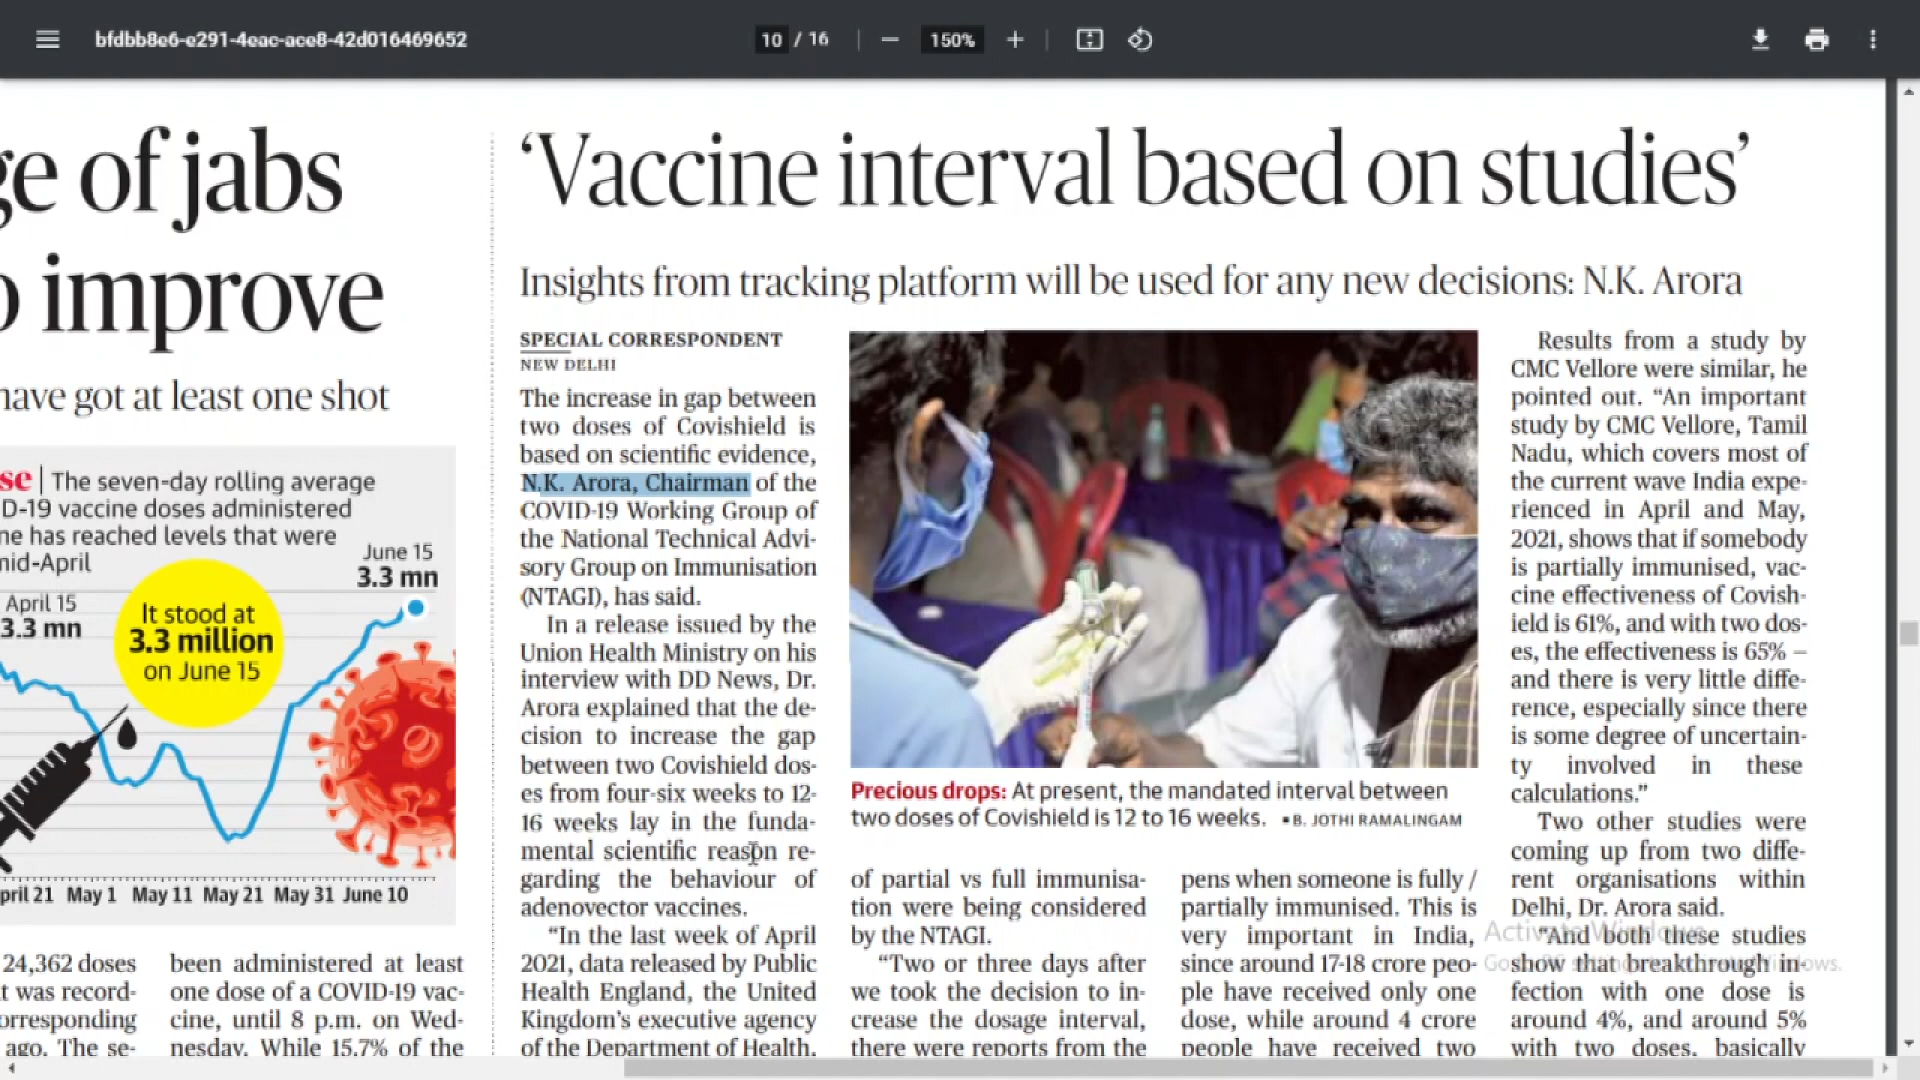 bfdbb8e6-e291-4eac-ace8-42d016469652
10 / 16
150%
ge of jabs
o improve
have got at least one shot
se | The seven-day rolling average
D-19 vaccine doses administered
ne has reached levels that were
mid-April
June 15
3.3 mn
April 15
3.3 mn
It stood at
3.3 million
on June 15
pril 21 May 1 May 11 May 21 May 31 June 10
24,362 doses
t was record-
orresponding
ago. The se-
been administered at least
one dose of a COVID-19 vac-
cine, until 8 p.m. on Wed-
nesday. While 15.7% of the
‘Vaccine interval based on studies’
Insights from tracking platform will be used for any new decisions: N.K. Arora
SPECIAL CORRESPONDENT
NEW DELHI
The increase in gap between
two doses of Covishield is
based on scientific evidence,
N.K. Arora, Chairman of the
COVID-19 Working Group of
the National Technical Advi-
sory Group on Immunisation
(NTAGI), has said.
In a release issued by the
Union Health Ministry on his
interview with DD News, Dr.
Arora explained that the de-
cision to increase the gap
between two Covishield dos-
es from four-six weeks to 12-
16 weeks lay in the funda-
mental scientific reason re-
garding the behaviour of
adenovector vaccines.
“In the last week of April
2021, data released by Public
Health England, the United
Kingdom’s executive agency
of the Department of Health,
Precious drops: At present, the mandated interval between
two doses of Covishield is 12 to 16 weeks. ▪B. JOTHI RAMALINGAM
of partial vs full immunisa-
tion were being considered
by the NTAGI.
“Two or three days after
we took the decision to in-
crease the dosage interval,
there were reports from the
pens when someone is fully /
partially immunised. This is
very important in India,
since around 17-18 crore peo-
ple have received only one
dose, while around 4 crore
people have received two
Results from a study by
CMC Vellore were similar, he
pointed out. “An important
study by CMC Vellore, Tamil
Nadu, which covers most of
the current wave India expe-
rienced in April and May,
2021, shows that if somebody
is partially immunised, vac-
cine effectiveness of Covish-
ield is 61%, and with two dos-
es, the effectiveness is 65% –
and there is very little diffe-
rence, especially since there
is some degree of uncertain-
ty involved in these
calculations.”
Two other studies were
coming up from two diffe-
rent organisations within
Delhi, Dr. Arora said.
“And both these studies
show that breakthrough in-
fection with one dose is
around 4%, and around 5%
with two doses, basically
Activate Windows
Go to PC settings to activate Windows.